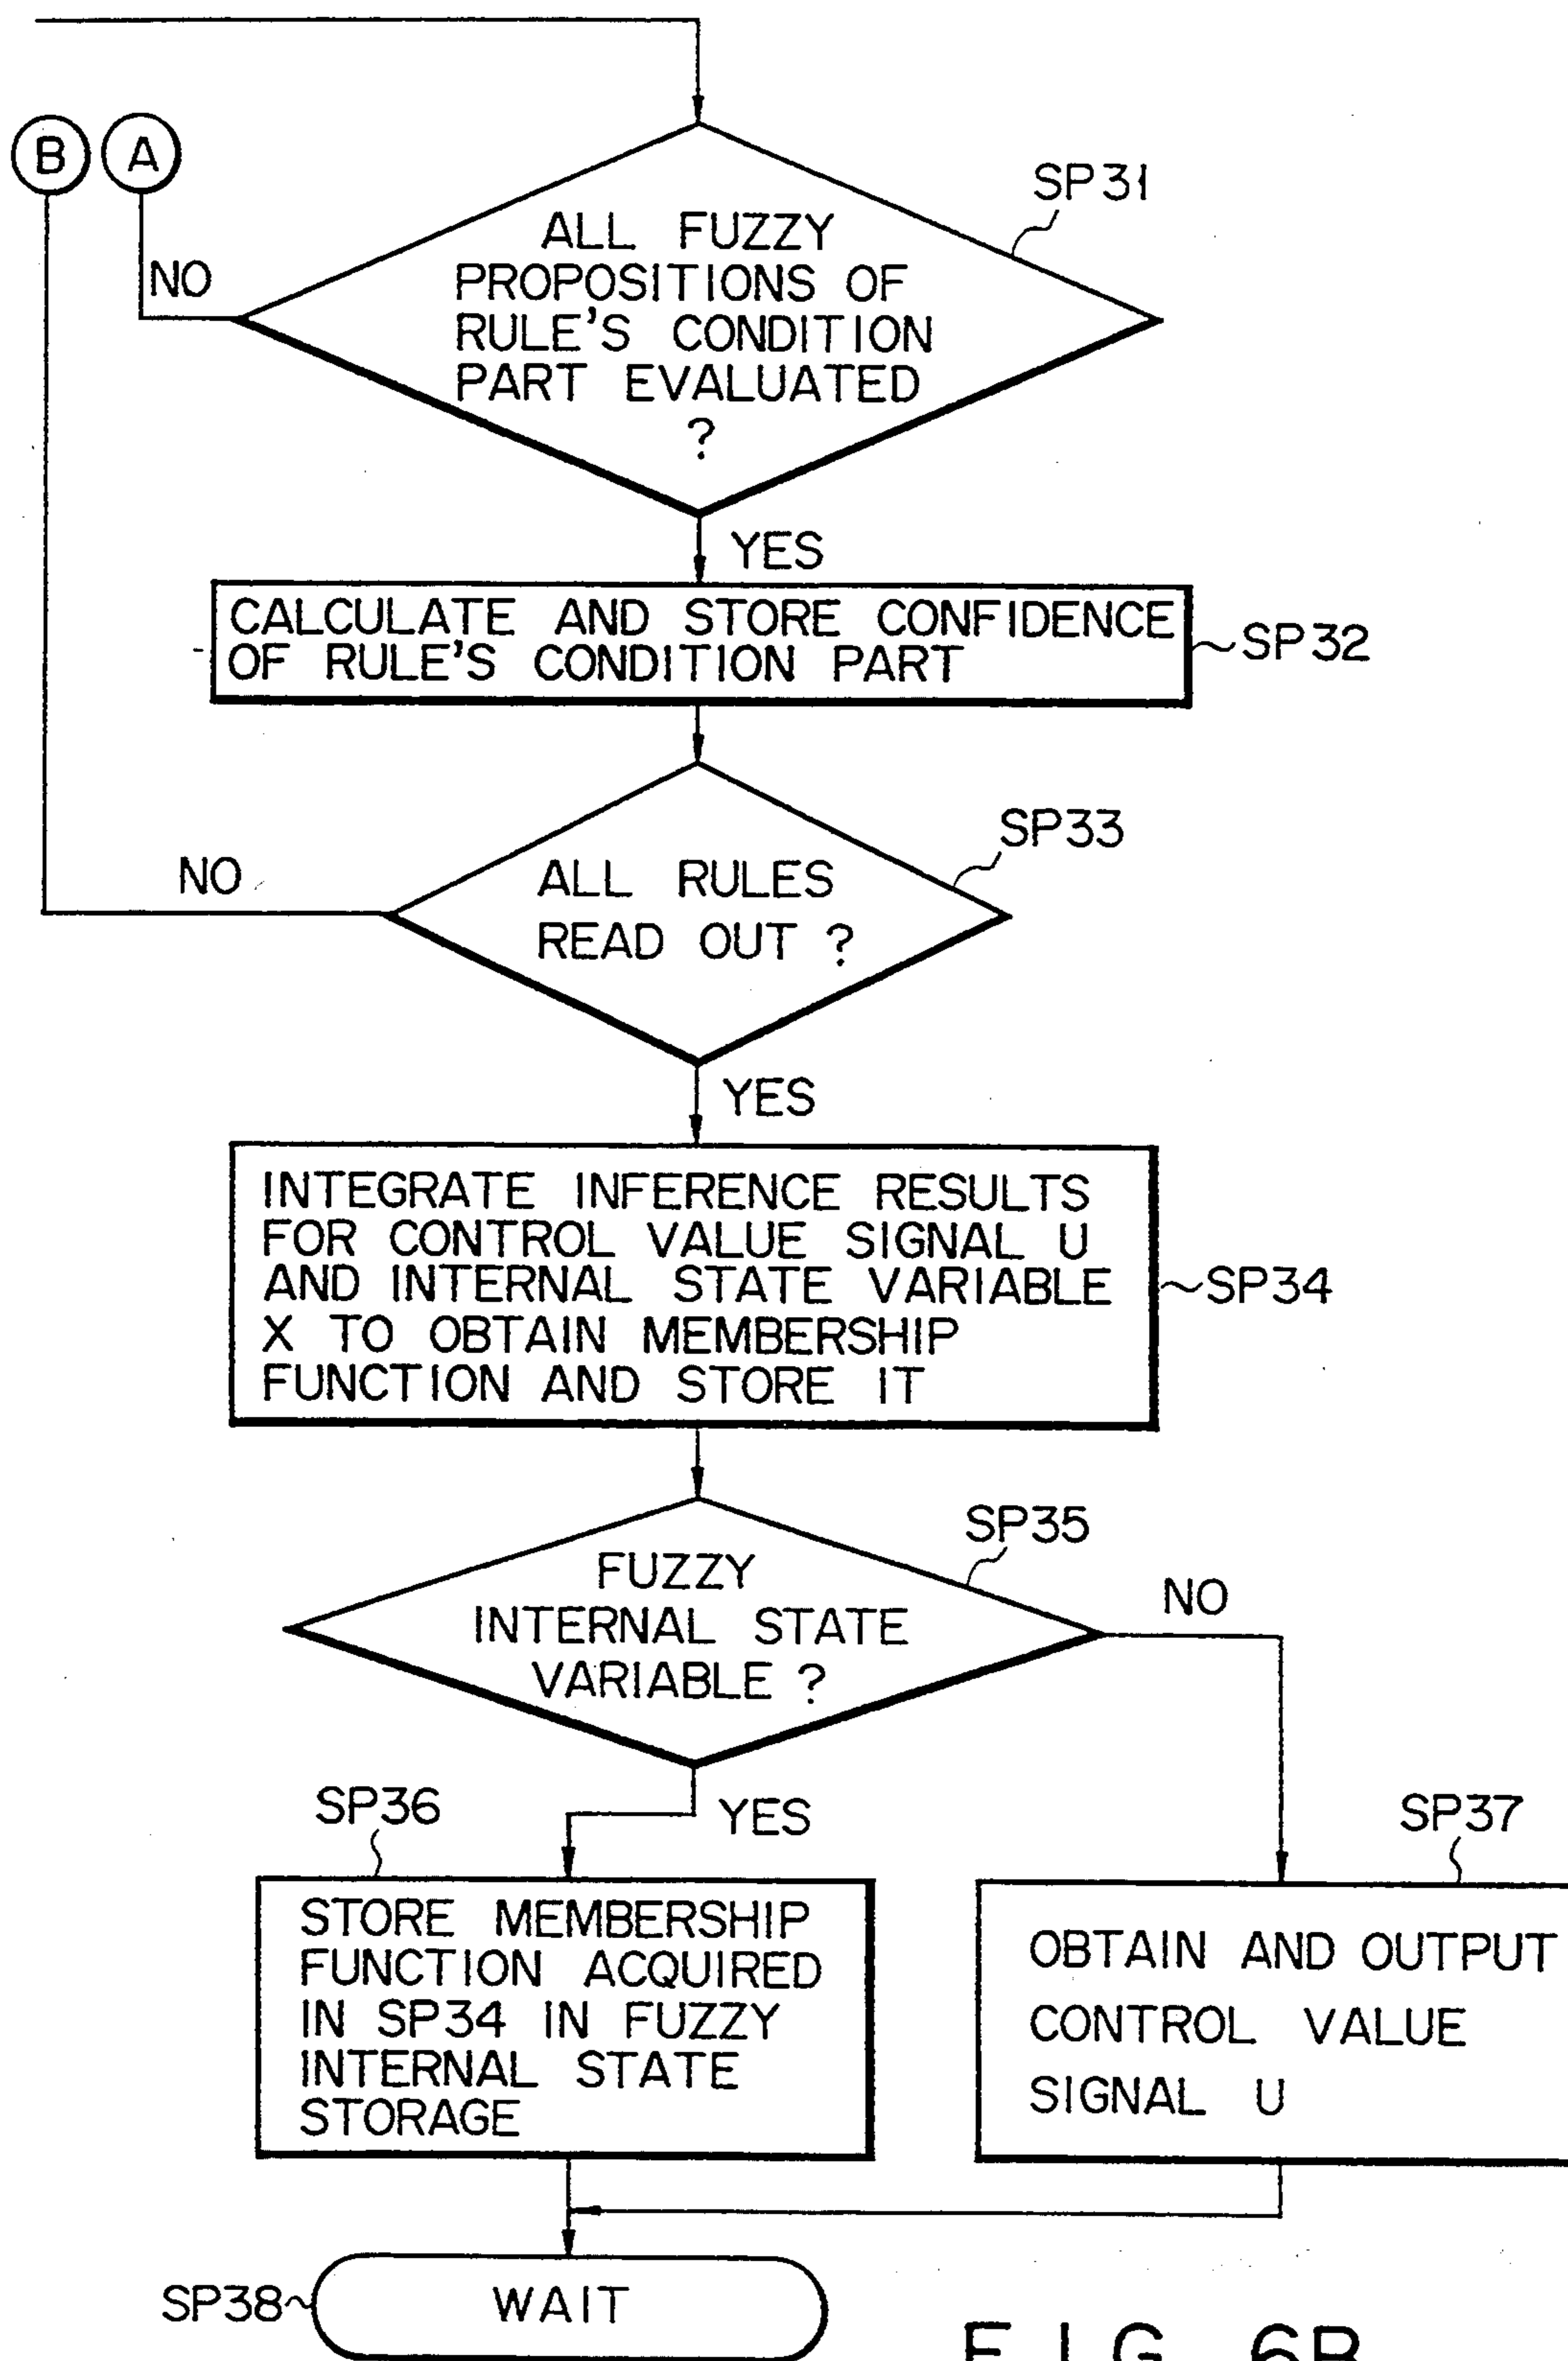 B
A
SP31
ALL FUZZY
PROPOSITIONS OF
RULE'S CONDITION
PART EVALUATED
?
NO
YES
CALCULATE AND STORE CONFIDENCE
OF RULE'S CONDITION PART
SP32
SP33
ALL RULES
READ OUT ?
NO
YES
INTEGRATE INFERENCE RESULTS
FOR CONTROL VALUE SIGNAL U
AND INTERNAL STATE VARIABLE
X TO OBTAIN MEMBERSHIP
FUNCTION AND STORE IT
SP34
SP35
FUZZY
INTERNAL STATE
VARIABLE ?
NO
YES
SP36
STORE MEMBERSHIP
FUNCTION ACQUIRED
IN SP34 IN FUZZY
INTERNAL STATE
STORAGE
SP37
OBTAIN AND OUTPUT
CONTROL VALUE
SIGNAL U
SP38
WAIT
FIG. 6B